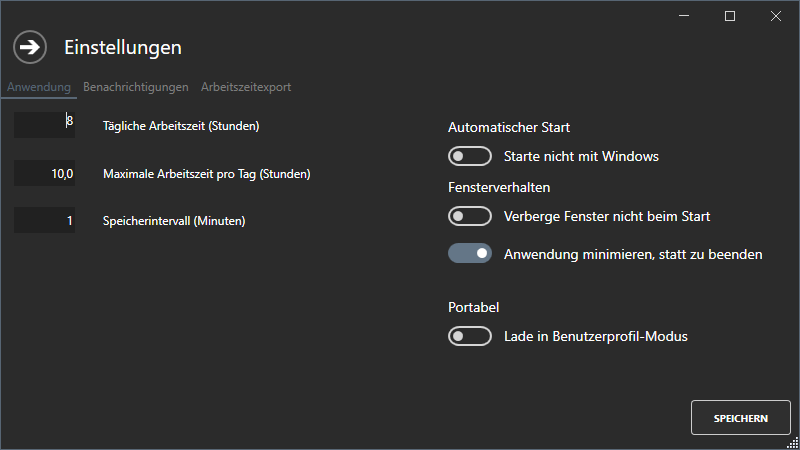 Einstellungen
Anwendung Benachrichtigungen Arbeitszeitexport
8 Tägliche Arbeitszeit (Stunden)
10,0 Maximale Arbeitszeit pro Tag (Stunden)
1 Speicherintervall (Minuten)
Automatischer Start
Starte nicht mit Windows
Fensterverhalten
Verberge Fenster nicht beim Start
Anwendung minimieren, statt zu beenden
Portabel
Lade in Benutzerprofil-Modus
SPEICHERN